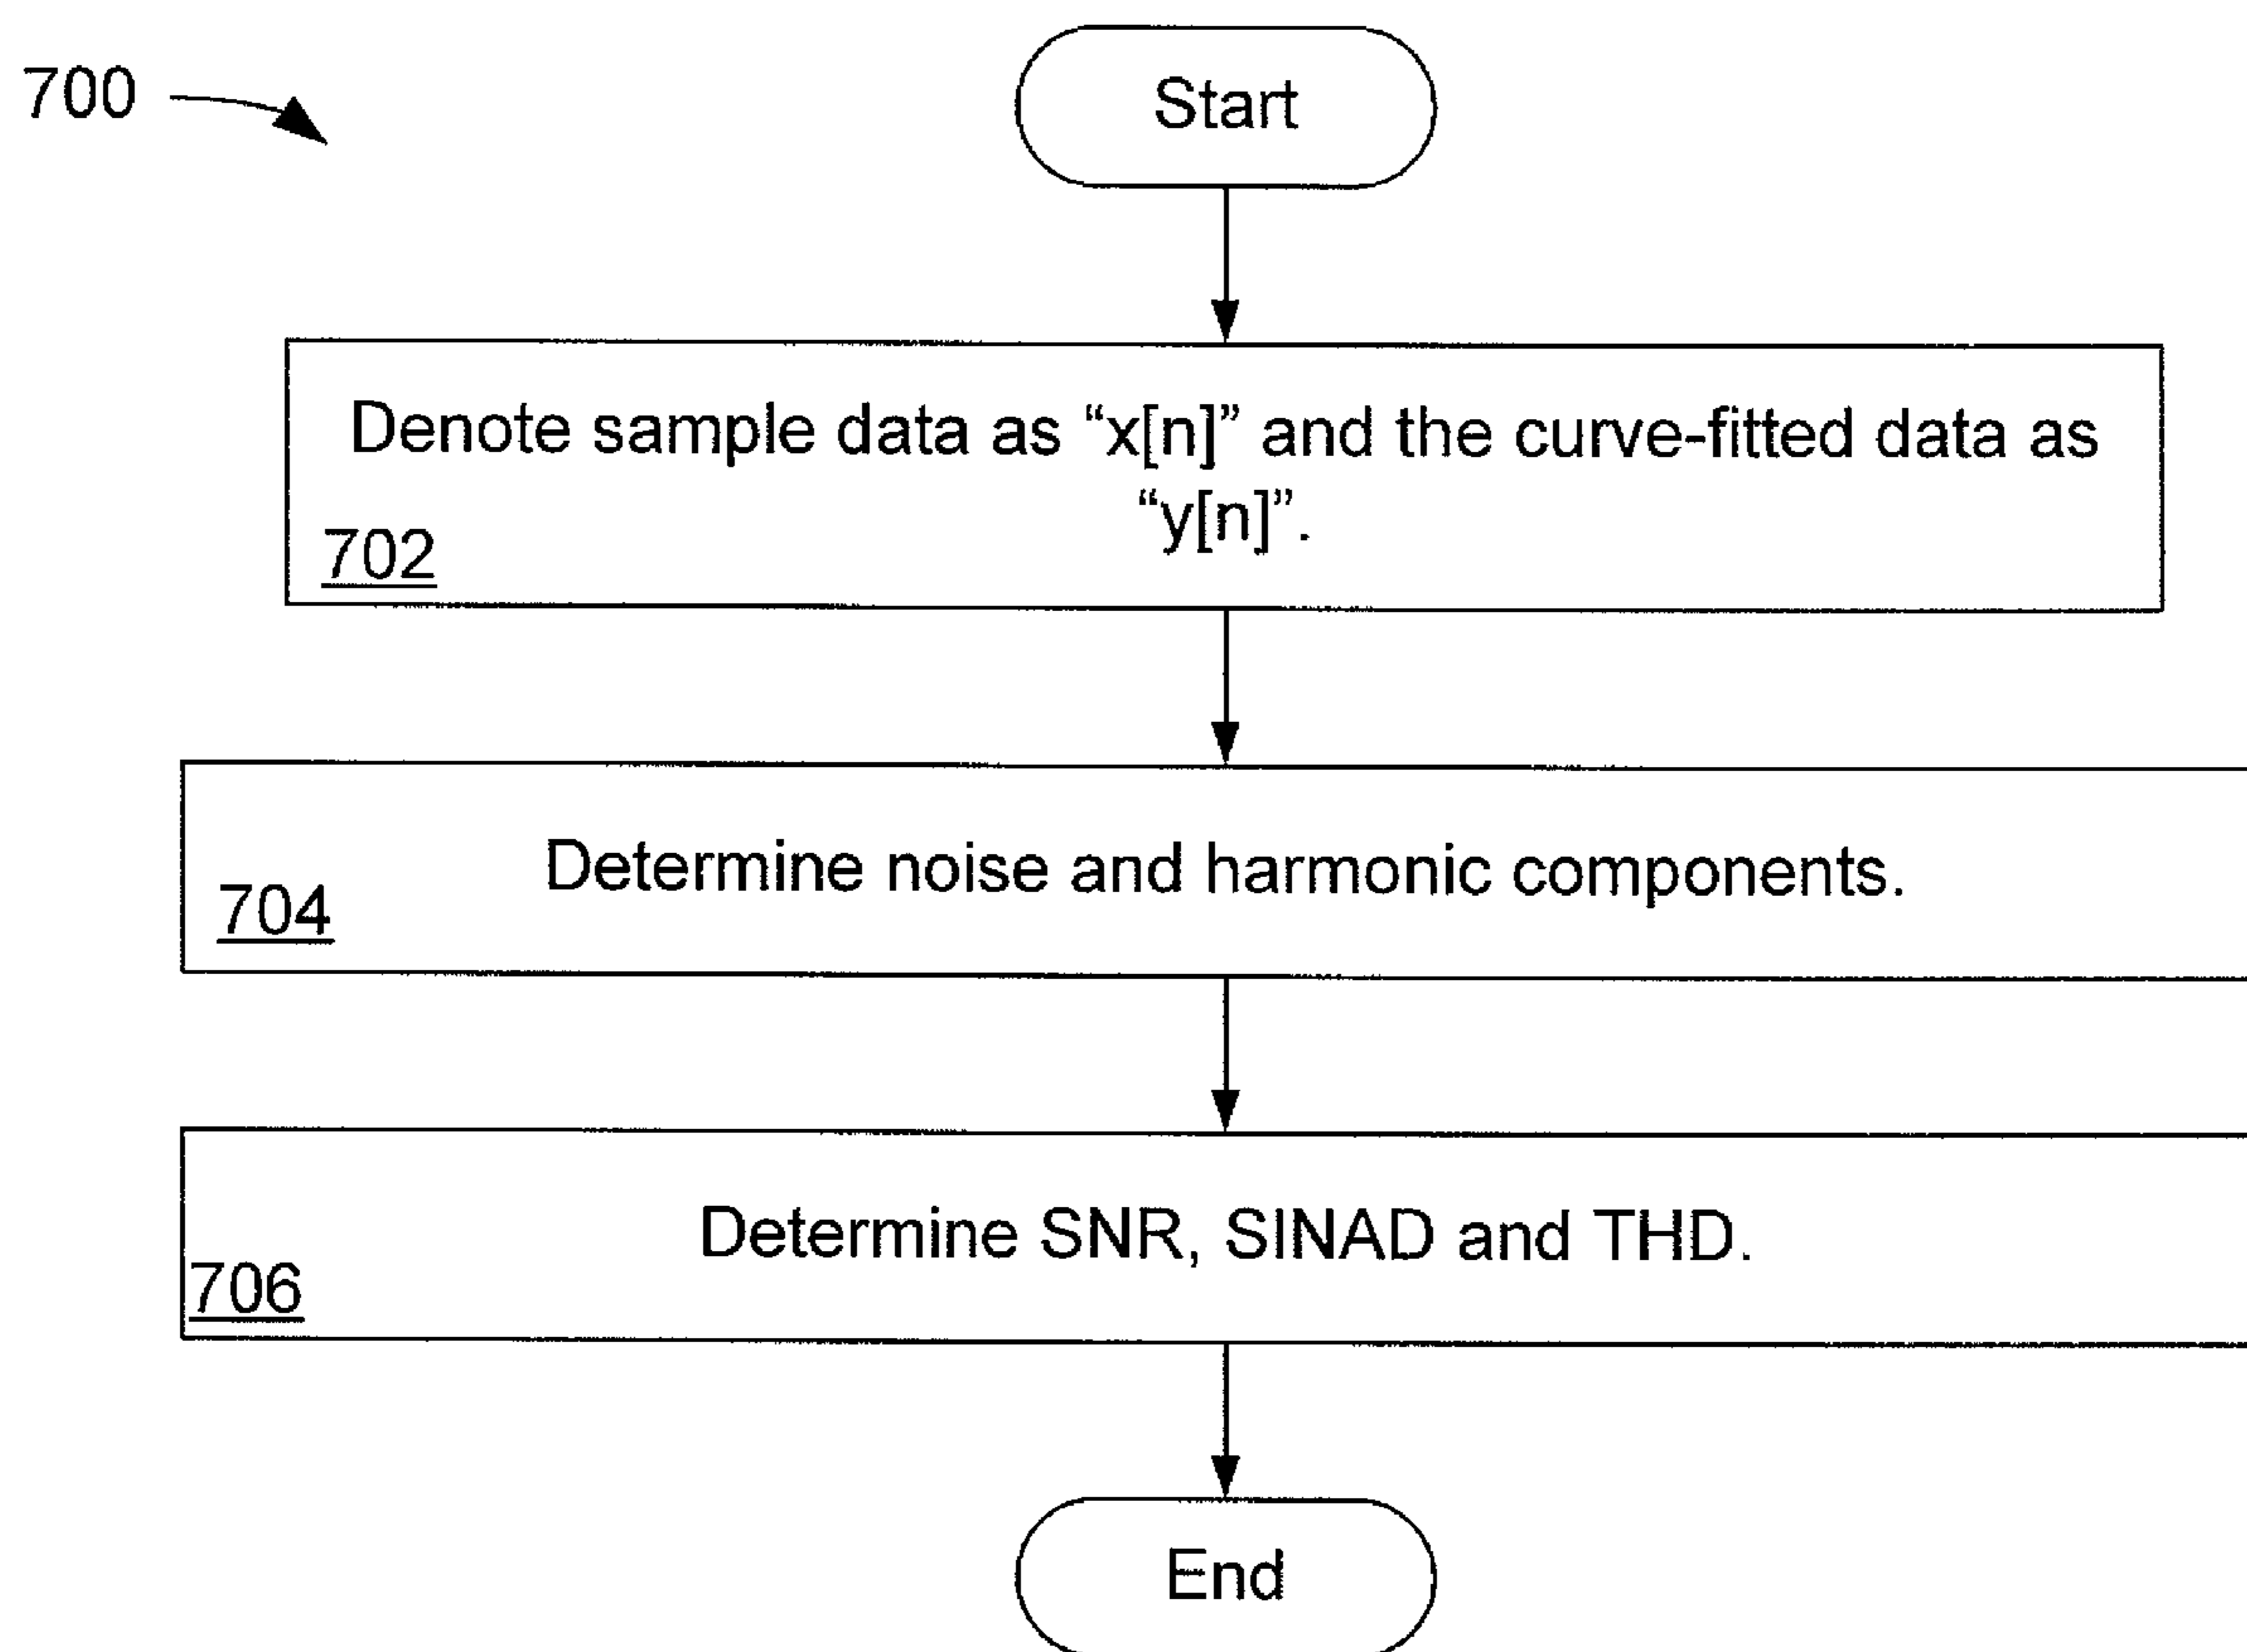 700
Start
Denote sample data as “x[n]” and the curve-fitted data as
“y[n]”.
702
Determine noise and harmonic components.
704
Determine SNR, SINAD and THD.
706
End